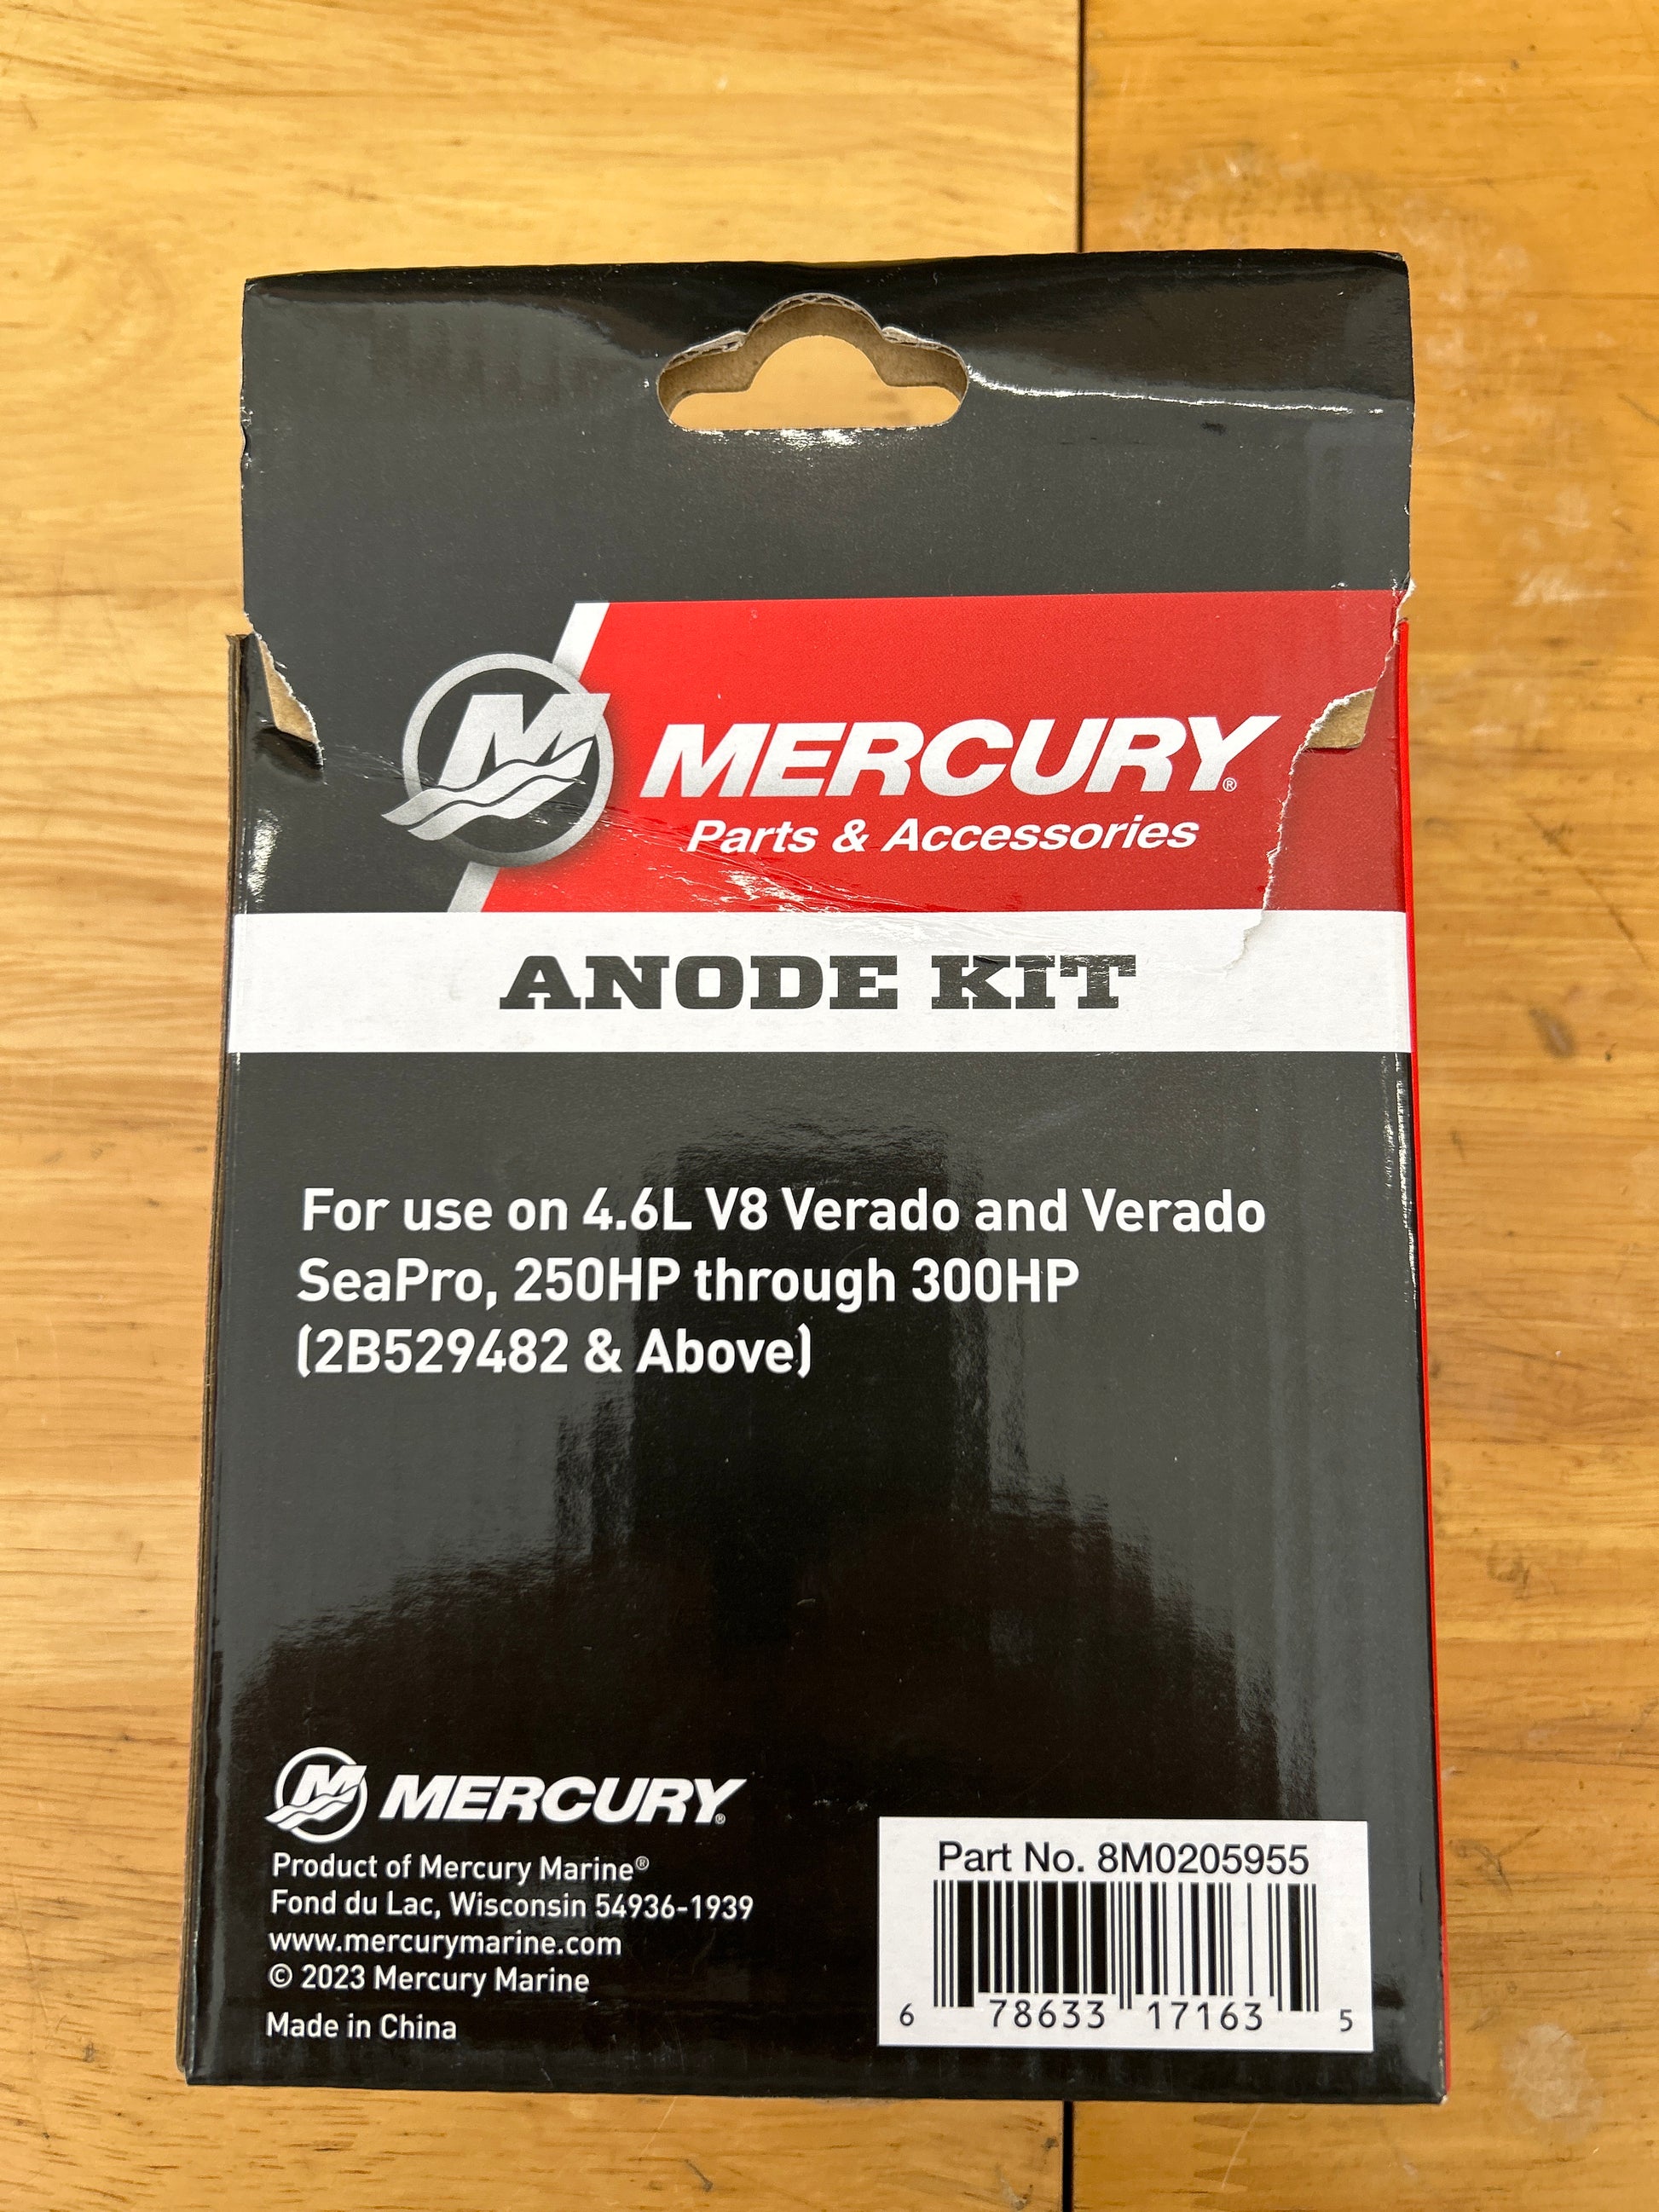 M
MERCURY®
Parts & Accessories
ANODE KIT
For use on 4.6L V8 Verado and Verado
SeaPro, 250HP through 300HP
(2B529482 & Above)
M MERCURY®
Product of Mercury Marine®
Fond du Lac, Wisconsin 54936-1939
www.mercurymarine.com
© 2023 Mercury Marine
Made in China
Part No. 8M0205955
6 78633 17163 5